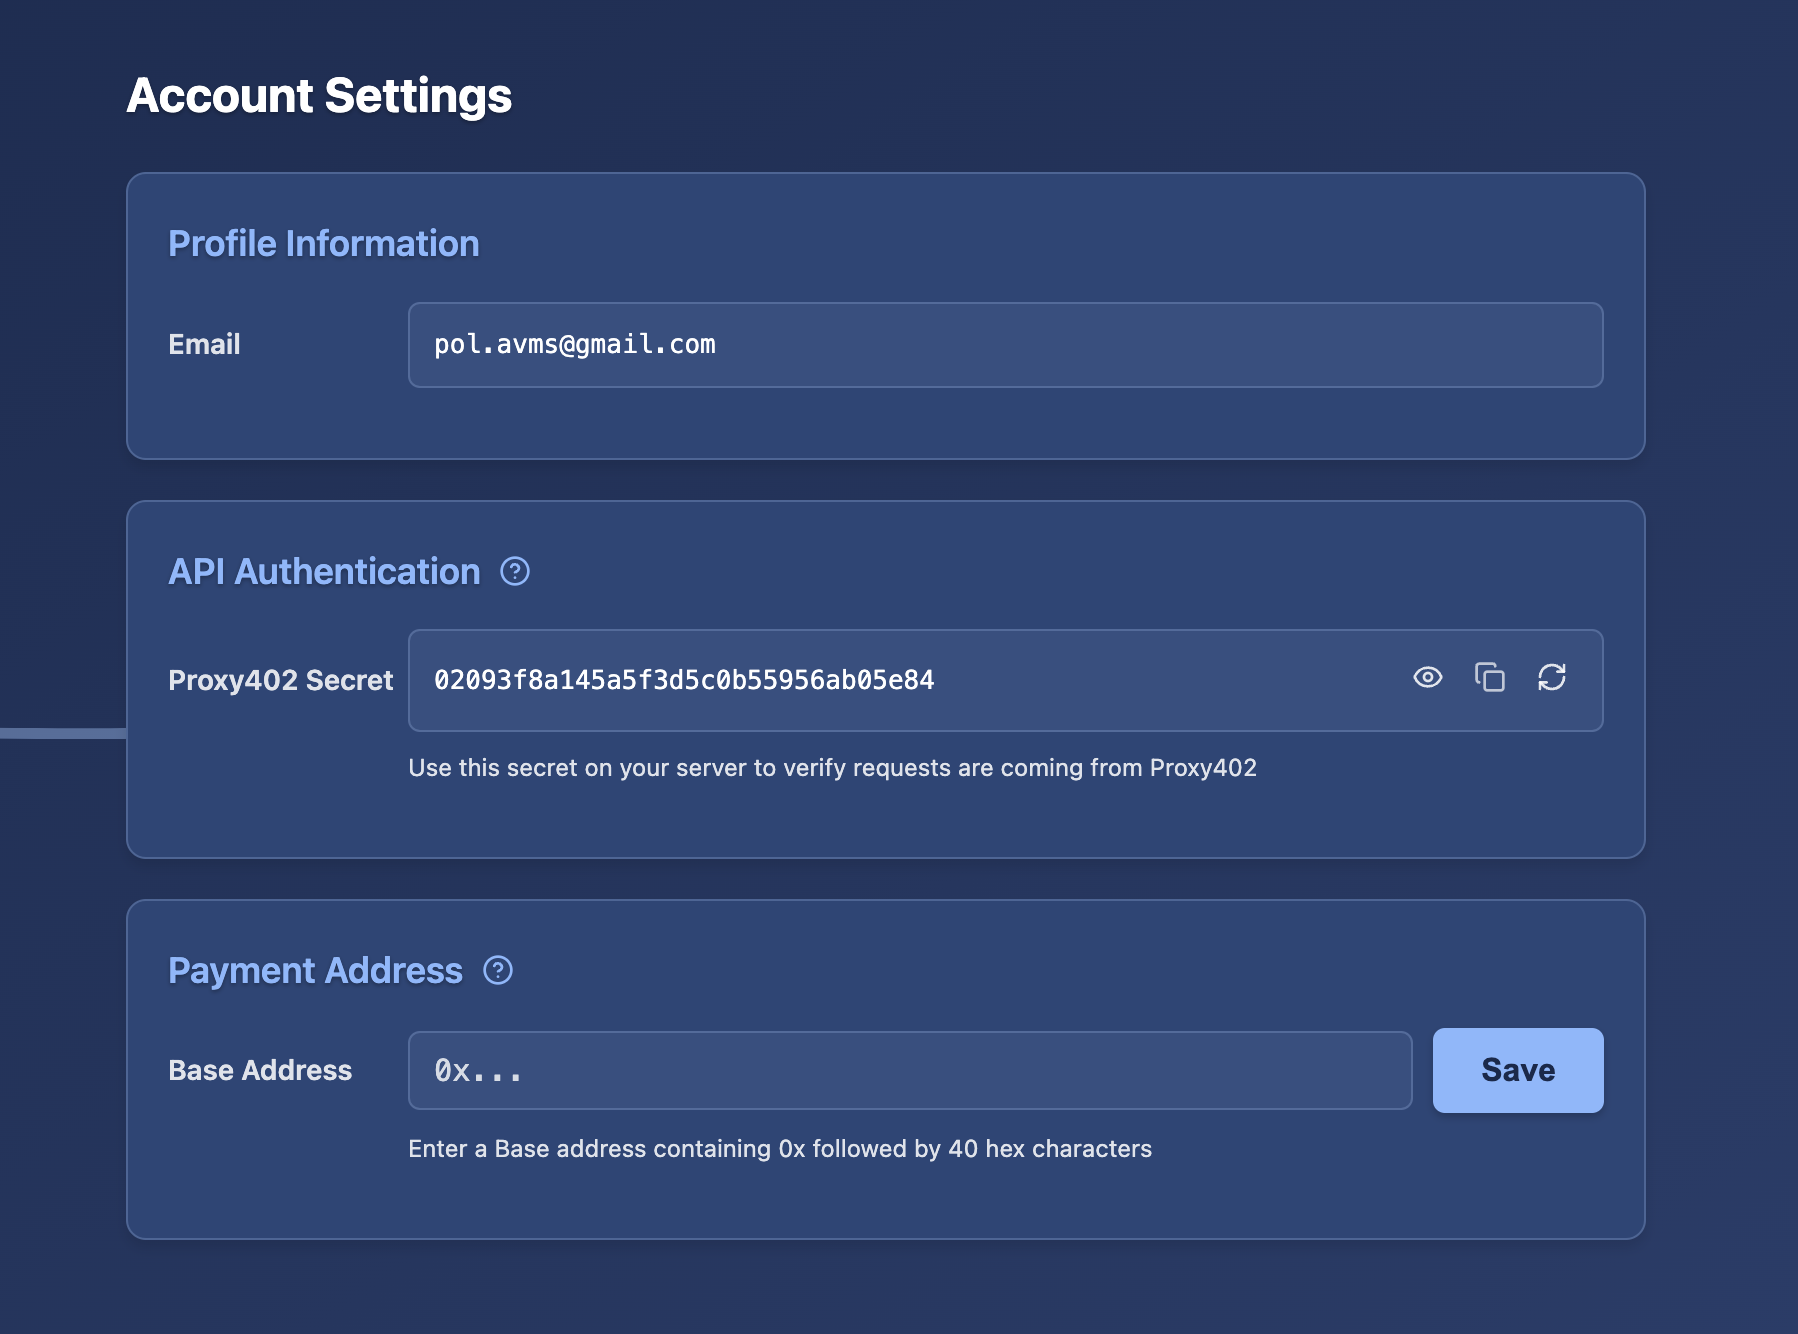 Account Settings
Profile Information
Email
pol.avms@gmail.com
API Authentication ?
Proxy402 Secret
02093f8a145a5f3d5c0b55956ab05e84
Use this secret on your server to verify requests are coming from Proxy402
Payment Address ?
Base Address
0x...
Save
Enter a Base address containing 0x followed by 40 hex characters